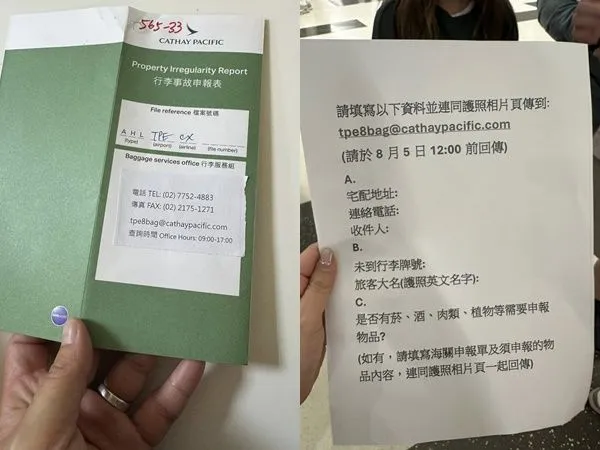 565-33
CATHAY PACIFIC
Property Irregularity Report
行李事故申報表
File reference 檔案號碼
AHL TPE CX
(type) (airport) (airline) (file number)
Baggage services office 行李服務組
電話 TEL: (02) 7752-4883
傳真 FAX: (02) 2175-1271
tpe8bag@cathaypacific.com
查詢時間 Office Hours: 09:00-17:00
請填寫以下資料並連同護照相片頁傳到:
tpe8bag@cathaypacific.com
(請於 8 月 5 日 12:00 前回傳)
A.
宅配地址:
連絡電話:
收件人:
B.
未到行李牌號:
旅客大名(護照英文名字):
C.
是否有菸、酒、肉類、植物等需要申報
物品?
(如有，請填寫海關申報單及須申報的物
品內容，連同護照相片頁一起回傳)